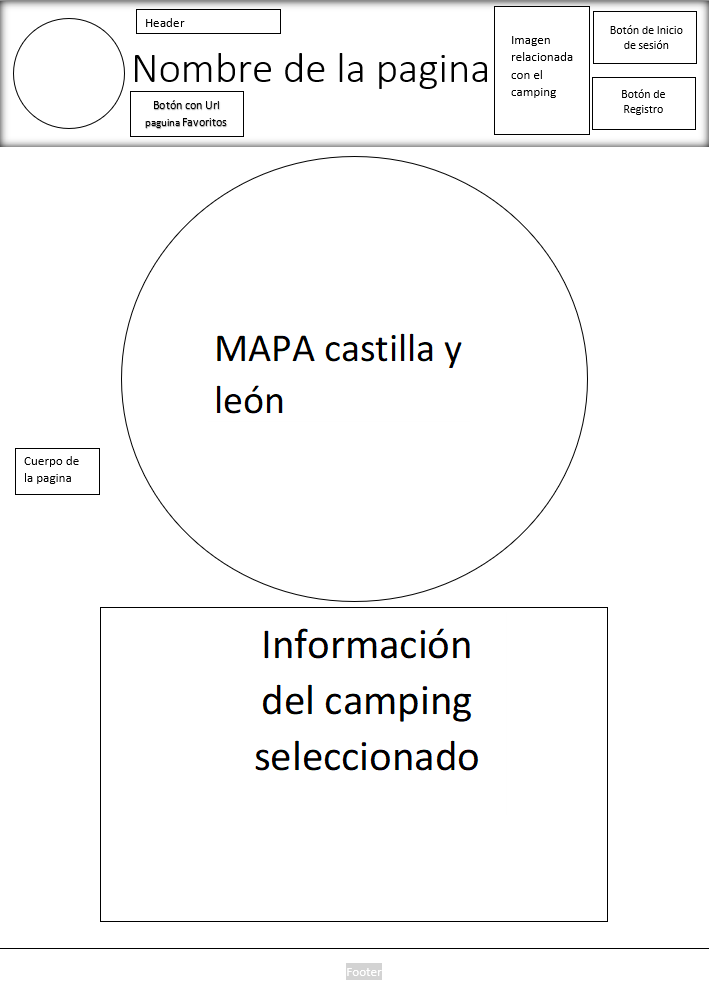 Header
Nombre de la pagina
Botón con Url
paguina Favoritos
Imagen
relacionada
con el
camping
Botón de Inicio
de sesión
Botón de
Registro
MAPA castilla y
león
Cuerpo de
la pagina
Información
del camping
seleccionado
Footer